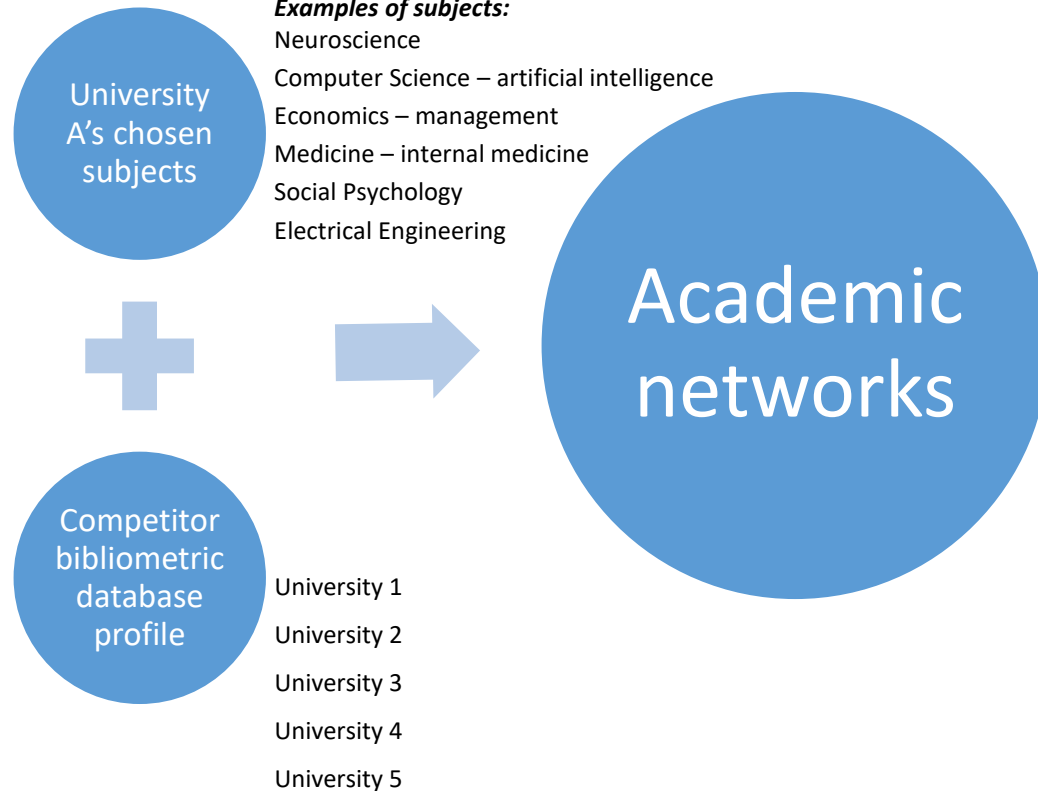 Examples of subjects:
University
A’s chosen
subjects
Neuroscience
Computer Science – artificial intelligence
Economics – management
Medicine – internal medicine
Social Psychology
Electrical Engineering
Academic
networks
Competitor
bibliometric
database
profile
University 1
University 2
University 3
University 4
University 5